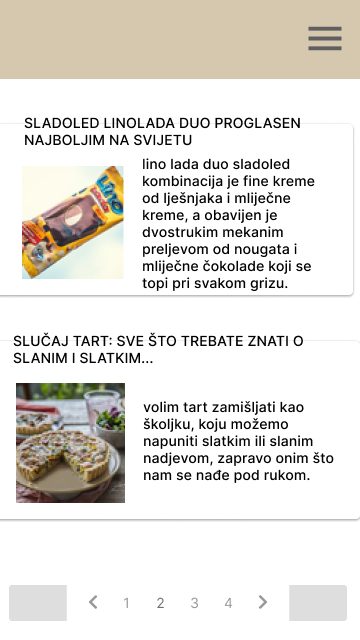 SLADOLED LINOLADA DUO PROGLASEN
NAJBOLJIM NA SVIJETU
lino lada duo sladoled
kombinacija je fine kreme
od lješnjaka i mliječne
kreme, a obavijen je
dvostrukim mekanim
preljevom od nougata i
mliječne čokolade koji se
topi pri svakom grizu.
LINO
SLUČAJ TART: SVE ŠTO TREBATE ZNATI O
SLANIM I SLATKIM...
volim tart zamišljati kao
školjku, koju možemo
napuniti slatkim ili slanim
nadjevom, zapravo onim što
nam se nađe pod rukom.
1 2 3 4